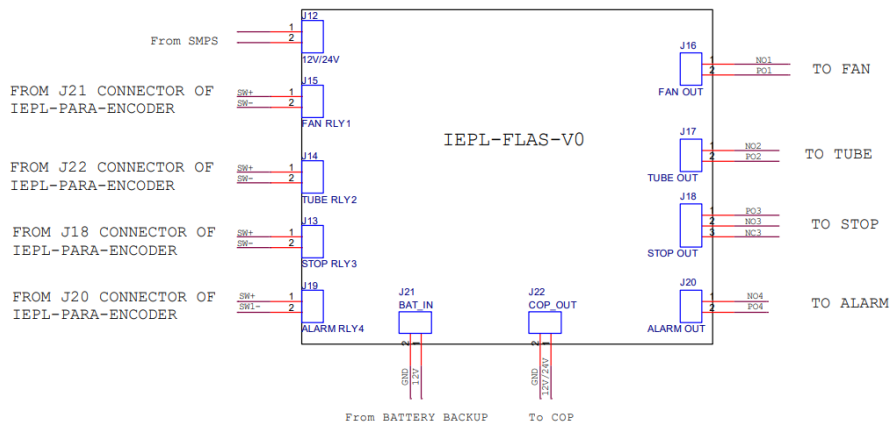 J12
1
2
12V/24V
From SMPS
J15
FROM J21 CONNECTOR OF
IEPL-PARA-ENCODER
SW+
SW-
1
2
FAN RLY1
J14
FROM J22 CONNECTOR OF
IEPL-PARA-ENCODER
SW+
SW-
1
2
TUBE RLY2
J13
FROM J18 CONNECTOR OF
IEPL-PARA-ENCODER
SW+
SW-
1
2
STOP RLY3
J19
FROM J20 CONNECTOR OF
IEPL-PARA-ENCODER
SW+
SW1-
1
2
ALARM RLY4
IEPL-FLAS-V0
J16
1
2
NO1
PO1
FAN OUT
TO FAN
J17
1
2
NO2
PO2
TUBE OUT
TO TUBE
J18
1
2
3
PO3
NO3
NC3
STOP OUT
TO STOP
J20
1
2
NO4
PO4
ALARM OUT
TO ALARM
J21
BAT_IN
2
1
GND
12V
From BATTERY BACKUP
J22
COP_OUT
2
1
GND
12V/24V
To COP